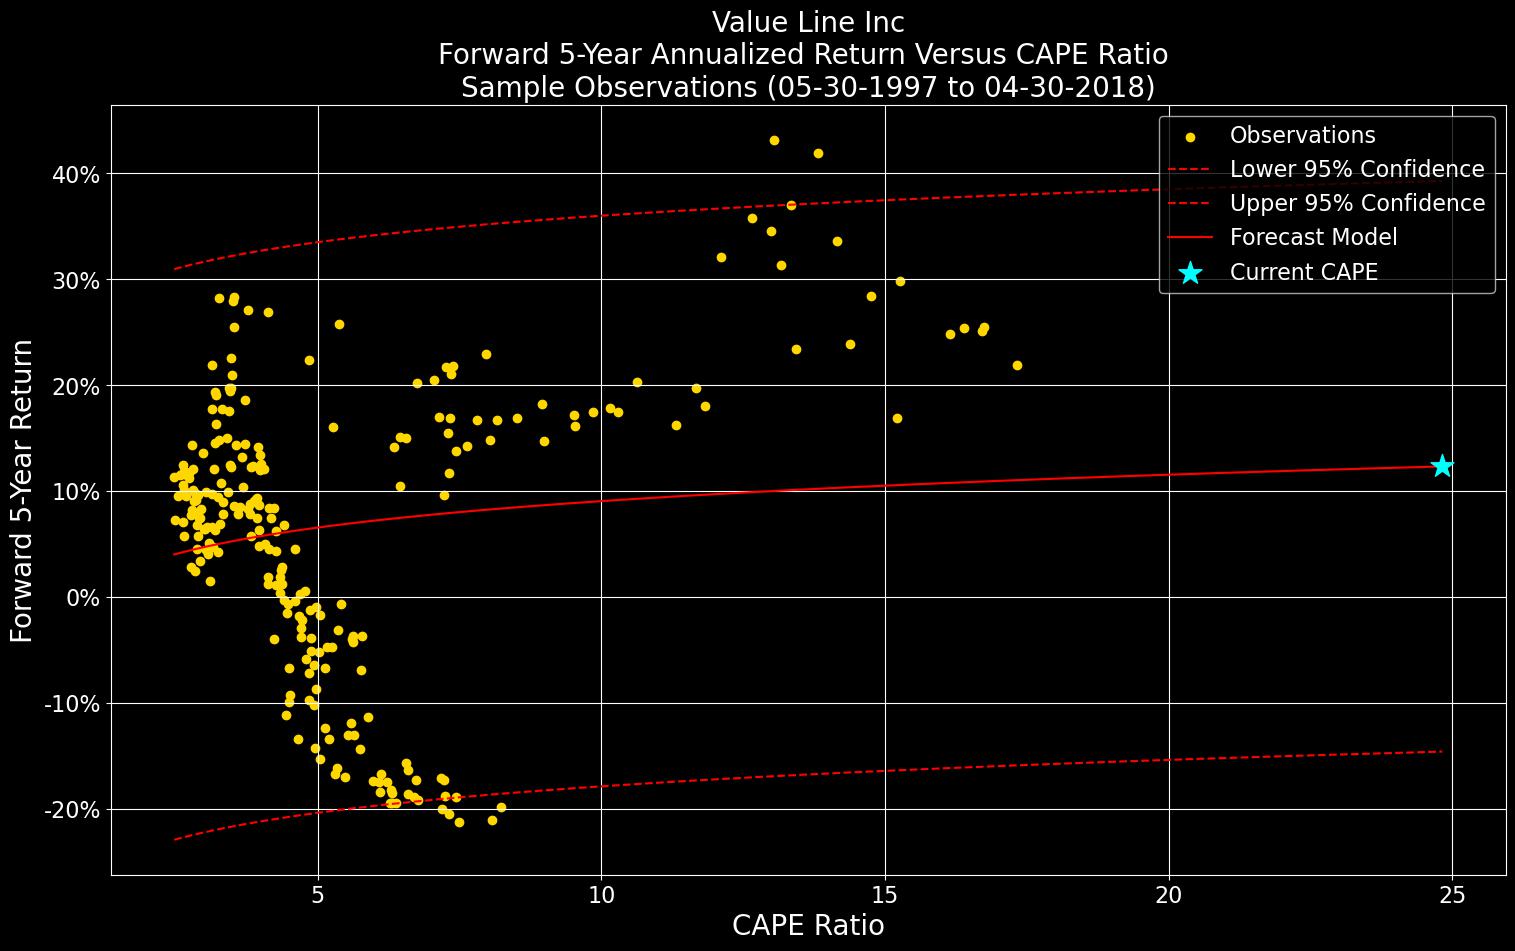 Value Line Inc
Forward 5-Year Annualized Return Versus CAPE Ratio
Sample Observations (05-30-1997 to 04-30-2018)
Observations
Lower 95% Confidence
Upper 95% Confidence
Forecast Model
Current CAPE
Forward 5-Year Return
40%
30%
20%
10%
0%
-10%
-20%
5
10
15
20
25
CAPE Ratio